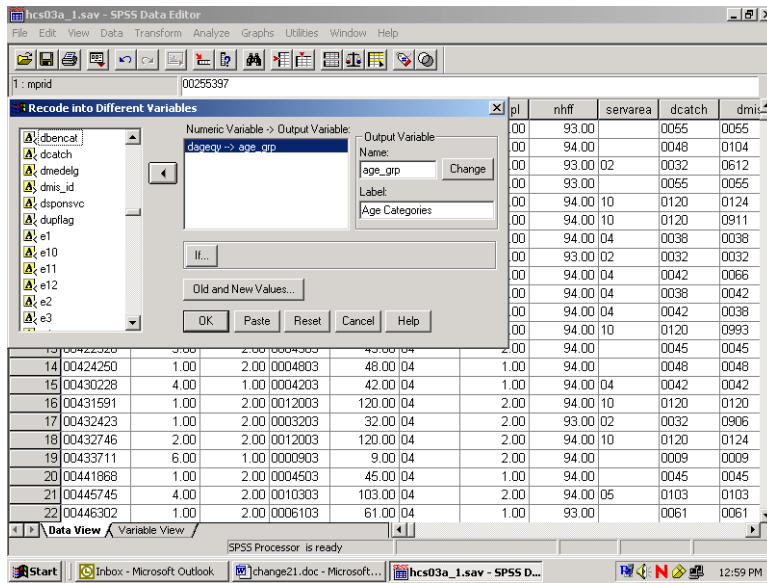 hcs03a_1.sav - SPSS Data Editor
File Edit View Data Transform Analyze Graphs Utilities Window Help
1 : mprid 00255397
Recode into Different Variables
dbencat
dcatch
dmedelg
dmis_id
dsponsvc
dupflag
e1
e10
e11
e12
e2
e3
Numeric Variable -> Output Variable:
dageqy --> age_grp
Output Variable
Name:
age_grp
Change
Label:
Age Categories
If...
Old and New Values...
OK Paste Reset Cancel Help
pl nhff servarea dcatch dmis
.00 93.00 0055 0055
.00 94.00 0048 0104
.00 93.00 02 0032 0612
.00 93.00 0055 0055
.00 94.00 10 0120 0124
.00 94.00 10 0120 0911
.00 94.00 04 0038 0038
.00 93.00 02 0032 0032
.00 94.00 04 0042 0066
.00 94.00 04 0038 0042
.00 94.00 04 0042 0038
.00 94.00 10 0120 0993
2.00 94.00 0045 0045
14 00424250 1.00 2.00 0004803 48.00 04 1.00 94.00 0048 0048
15 00430228 4.00 1.00 0004203 42.00 04 1.00 94.00 04 0042 0042
16 00431591 1.00 2.00 0012003 120.00 04 2.00 94.00 10 0120 0120
17 00432423 1.00 2.00 0003203 32.00 04 2.00 93.00 02 0032 0906
18 00432746 2.00 2.00 0012003 120.00 04 2.00 94.00 10 0120 0124
19 00433711 6.00 1.00 0000903 9.00 04 2.00 94.00 0009 0009
20 00441868 1.00 2.00 0004503 45.00 04 1.00 94.00 0045 0045
21 00445745 4.00 2.00 0010303 103.00 04 2.00 94.00 05 0103 0103
22 00446302 1.00 2.00 0006103 61.00 04 1.00 93.00 0061 0061
Data View Variable View
SPSS Processor is ready
Start Inbox - Microsoft Outlook change21.doc - Microsoft... hcs03a_1.sav - SPSS D... 12:59 PM